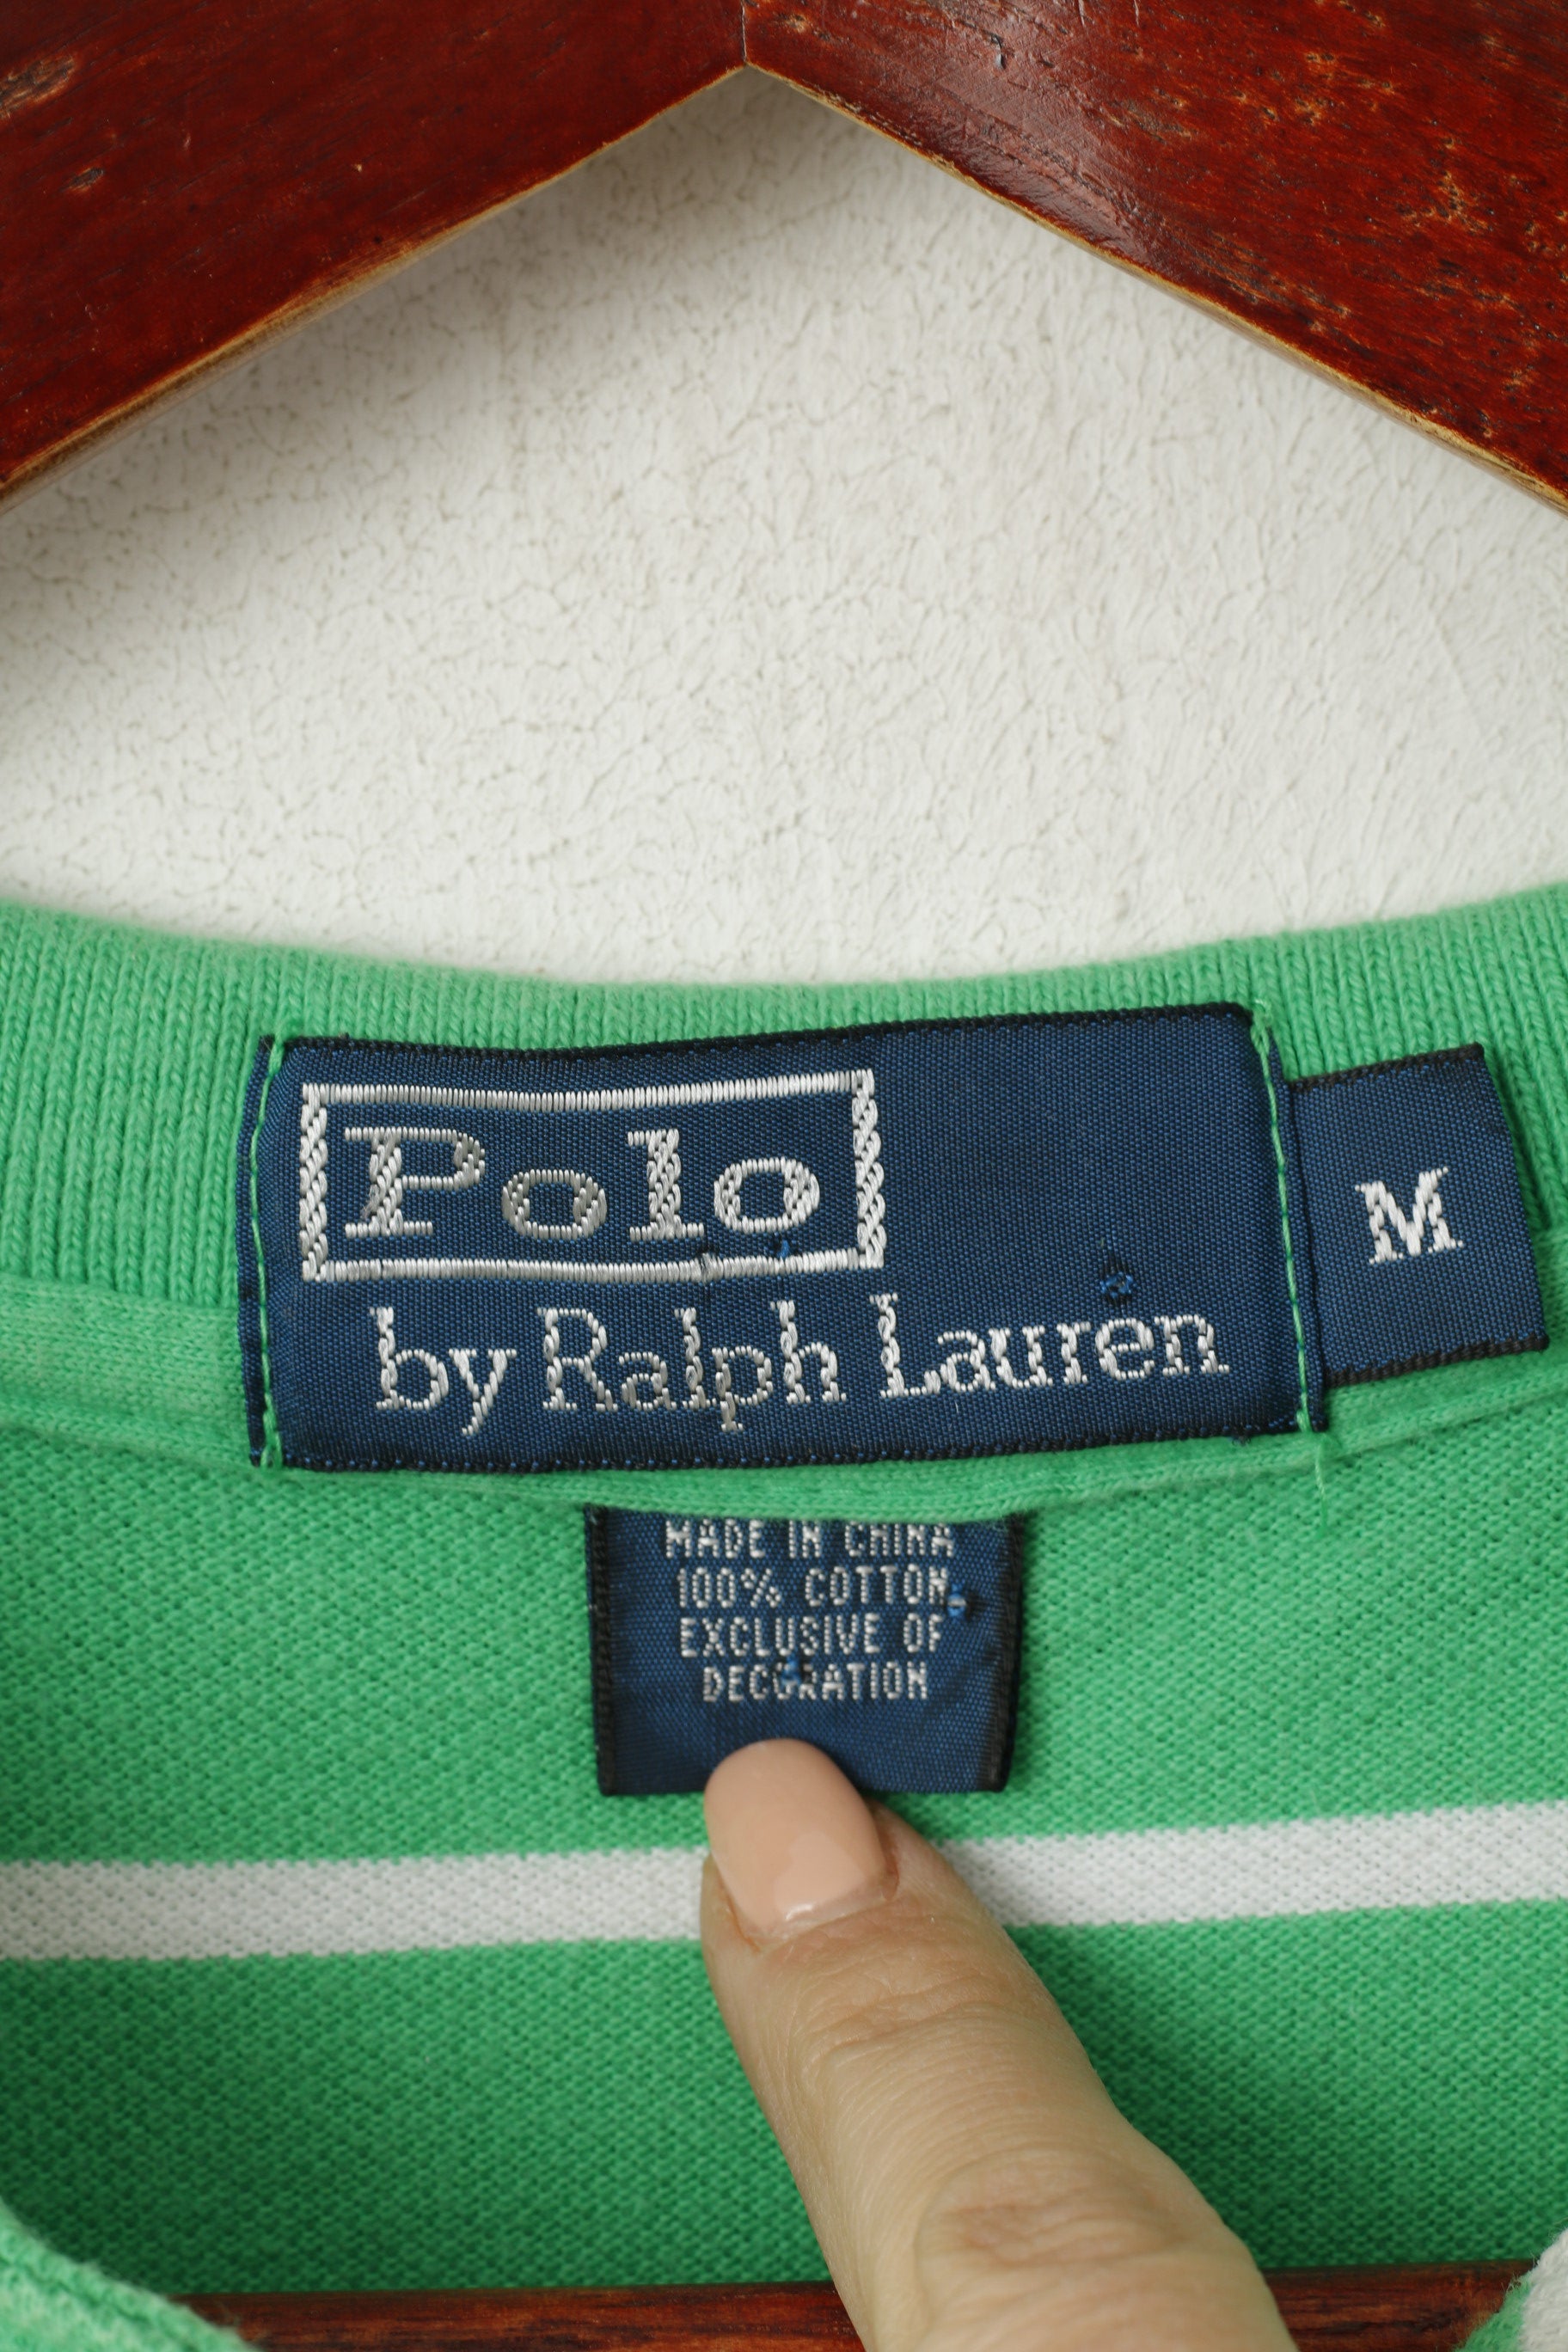 Polo
by Ralph Lauren
M
MADE IN CHINA
100% COTTON
EXCLUSIVE OF
DECORATION